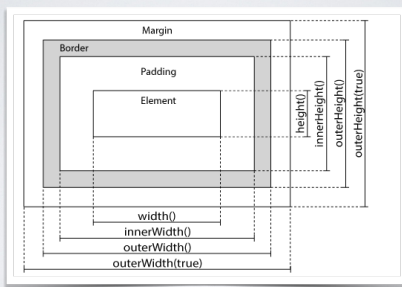 Margin
Border
Padding
Element
height()
innerHeight()
outerHeight()
outerHeight(true)
width()
innerWidth()
outerWidth()
outerWidth(true)